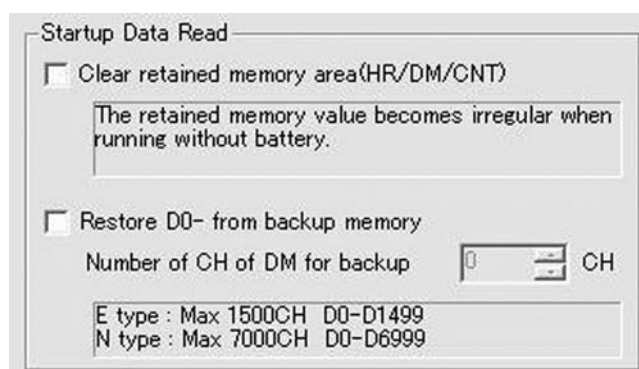 Startup Data Read
Clear retained memory area(HR/DM/CNT)
The retained memory value becomes irregular when
running without battery.
Restore D0- from backup memory
Number of CH of DM for backup 0 CH
E type : Max 1500CH D0-D1499
N type : Max 7000CH D0-D6999